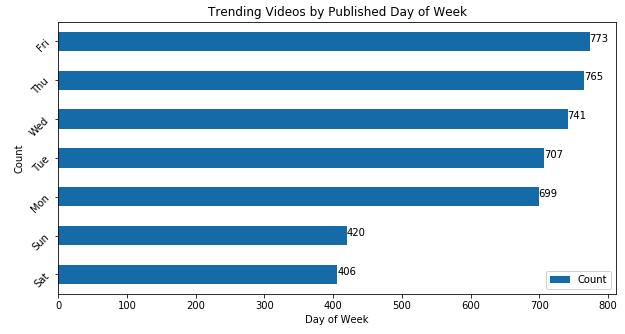 Trending Videos by Published Day of Week
Fri 773
Thu 765
Wed 741
Tue 707
Mon 699
Sun 420
Sat 406
Count
Count
0 100 200 300 400 500 600 700 800
Day of Week